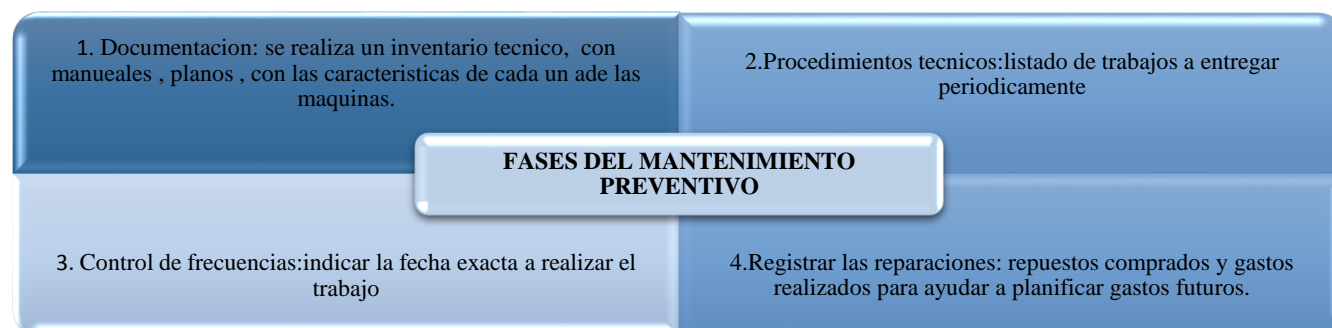 1. Documentacion: se realiza un inventario tecnico, con
manueales , planos , con las caracteristicas de cada un ade las
maquinas.
2.Procedimientos tecnicos:listado de trabajos a entregar
periodicamente
FASES DEL MANTENIMIENTO
PREVENTIVO
3. Control de frecuencias:indicar la fecha exacta a realizar el
trabajo
4.Registrar las reparaciones: repuestos comprados y gastos
realizados para ayudar a planificar gastos futuros.